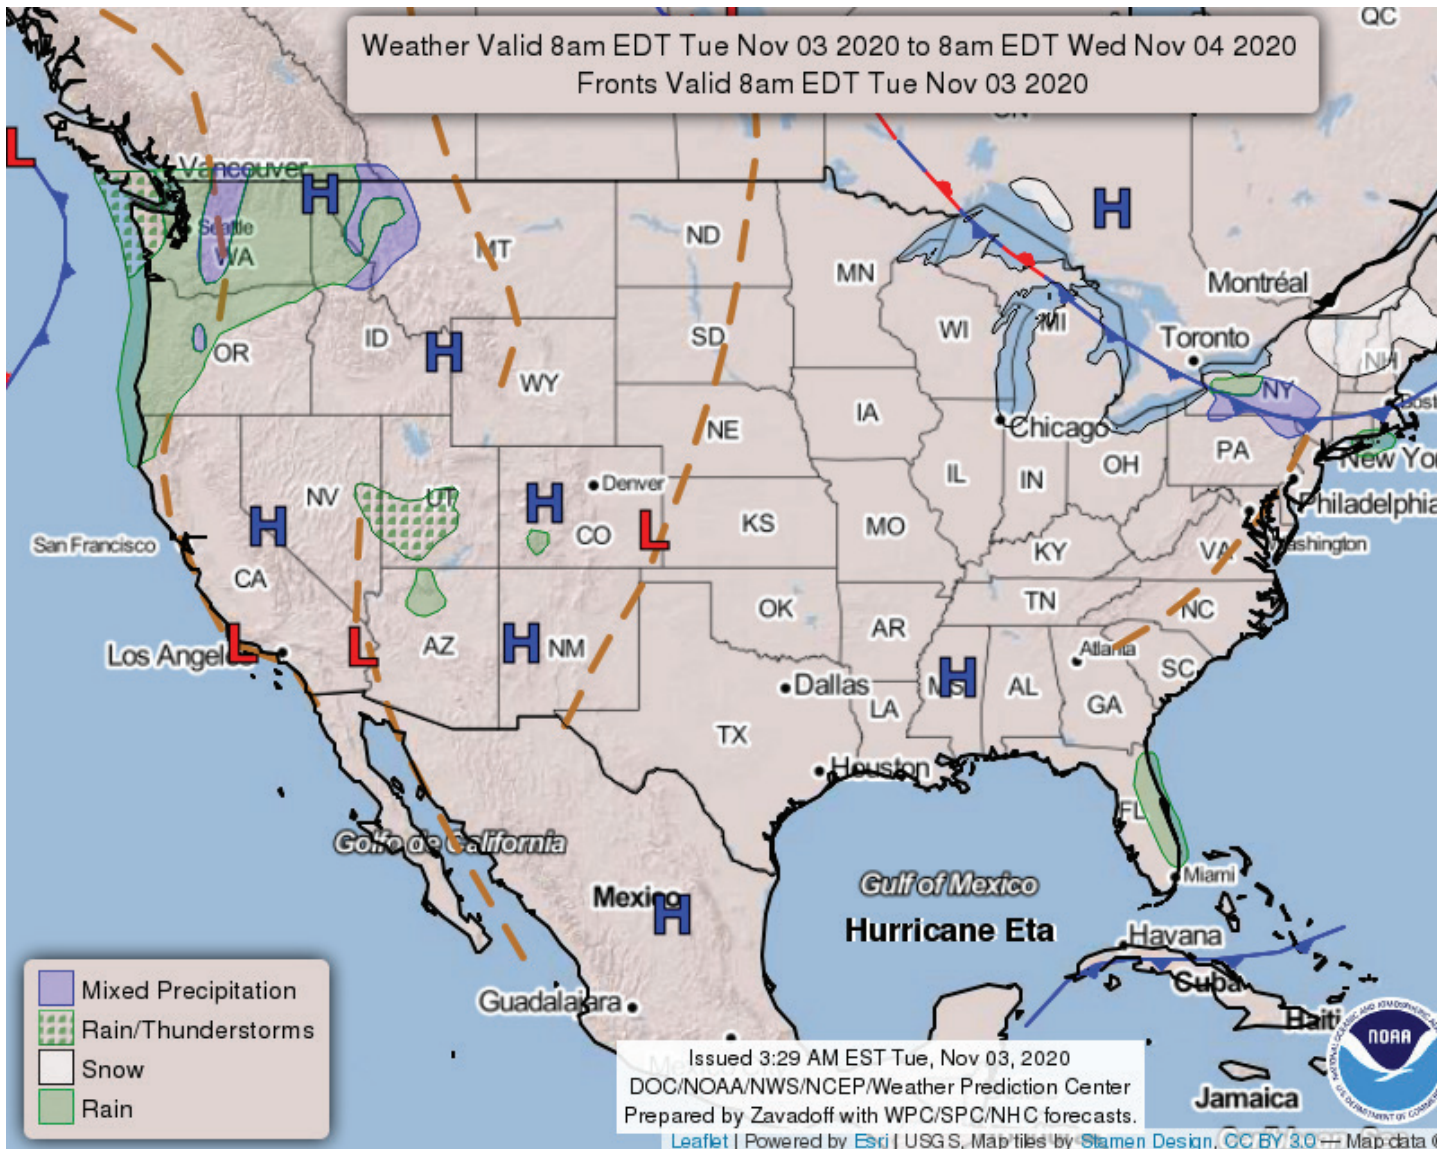 QC
Weather Valid 8am EDT Tue Nov 03 2020 to 8am EDT Wed Nov 04 2020
Fronts Valid 8am EDT Tue Nov 03 2020
L
Vancouver
H
H
Seattle
WA
MT
ND
MN
Montréal
ID
H
OR
SD
WI
MI
Toronto
WY
NH
NY
IA
NE
Chicago
PA
OH
IL
IN
New Yo
NV
UT
H
Denver
Philadelphia
San Francisco
H
CO
L
KS
MO
KY
VA
Washington
CA
OK
TN
NC
AR
Los Angeles
L
L
AZ
H
NM
Atlanta
SC
Dallas
MS
H
AL
LA
GA
TX
Houston
FL
Golfo de California
Miami
Gulf of Mexico
Mexico
H
Hurricane Eta
Havana
Cuba
Mixed Precipitation
Rain/Thunderstorms
Snow
Rain
Guadalajara
Haiti
NOAA
Mexico City
Issued 3:29 AM EST Tue, Nov 03, 2020
DOC/NOAA/NWS/NCEP/Weather Prediction Center
Prepared by Zavadoff with WPC/SPC/NHC forecasts.
Jamaica
Leaflet | Powered by Esri | USGS, Map tiles by Stamen Design, CC BY 3.0 — Map data ©